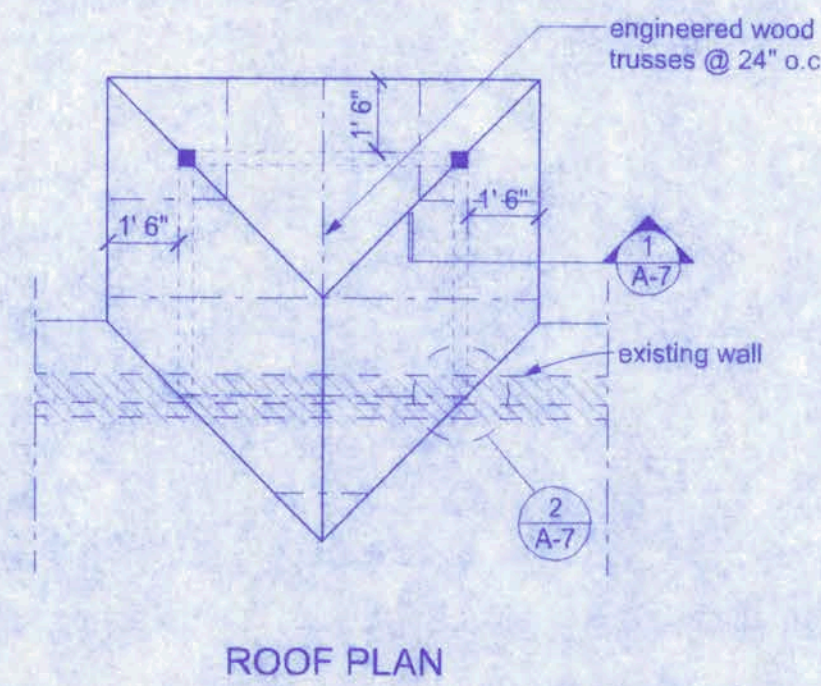 engineered wood
trusses @ 24" o.c
1' 6"
1' 6"
1' 6"
1
A-7
existing wall
2
A-7
ROOF PLAN